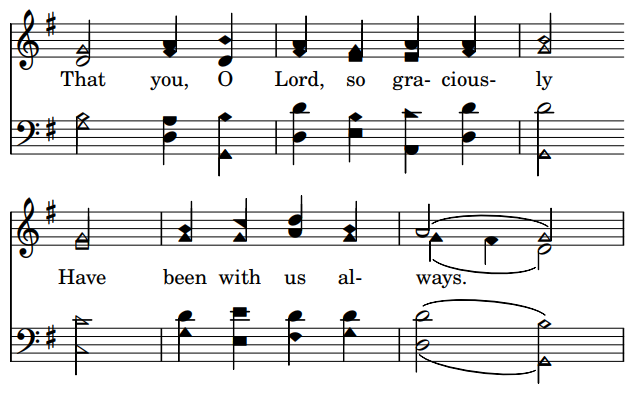 That you, O Lord, so gra- cious- ly
Have been with us al- ways.